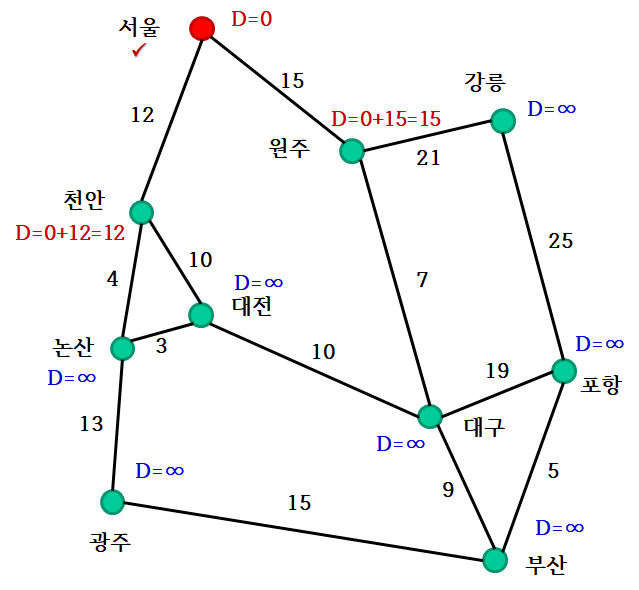 서울
✓
D=0
15
강릉
D=∞
12
D=0+15=15
원주
21
천안
D=0+12=12
25
10
4
D=∞
7
대전
논산
3
D=∞
10
D=∞
19
포항
13
D=∞
대구
D=∞
9
5
15
D=∞
광주
부산